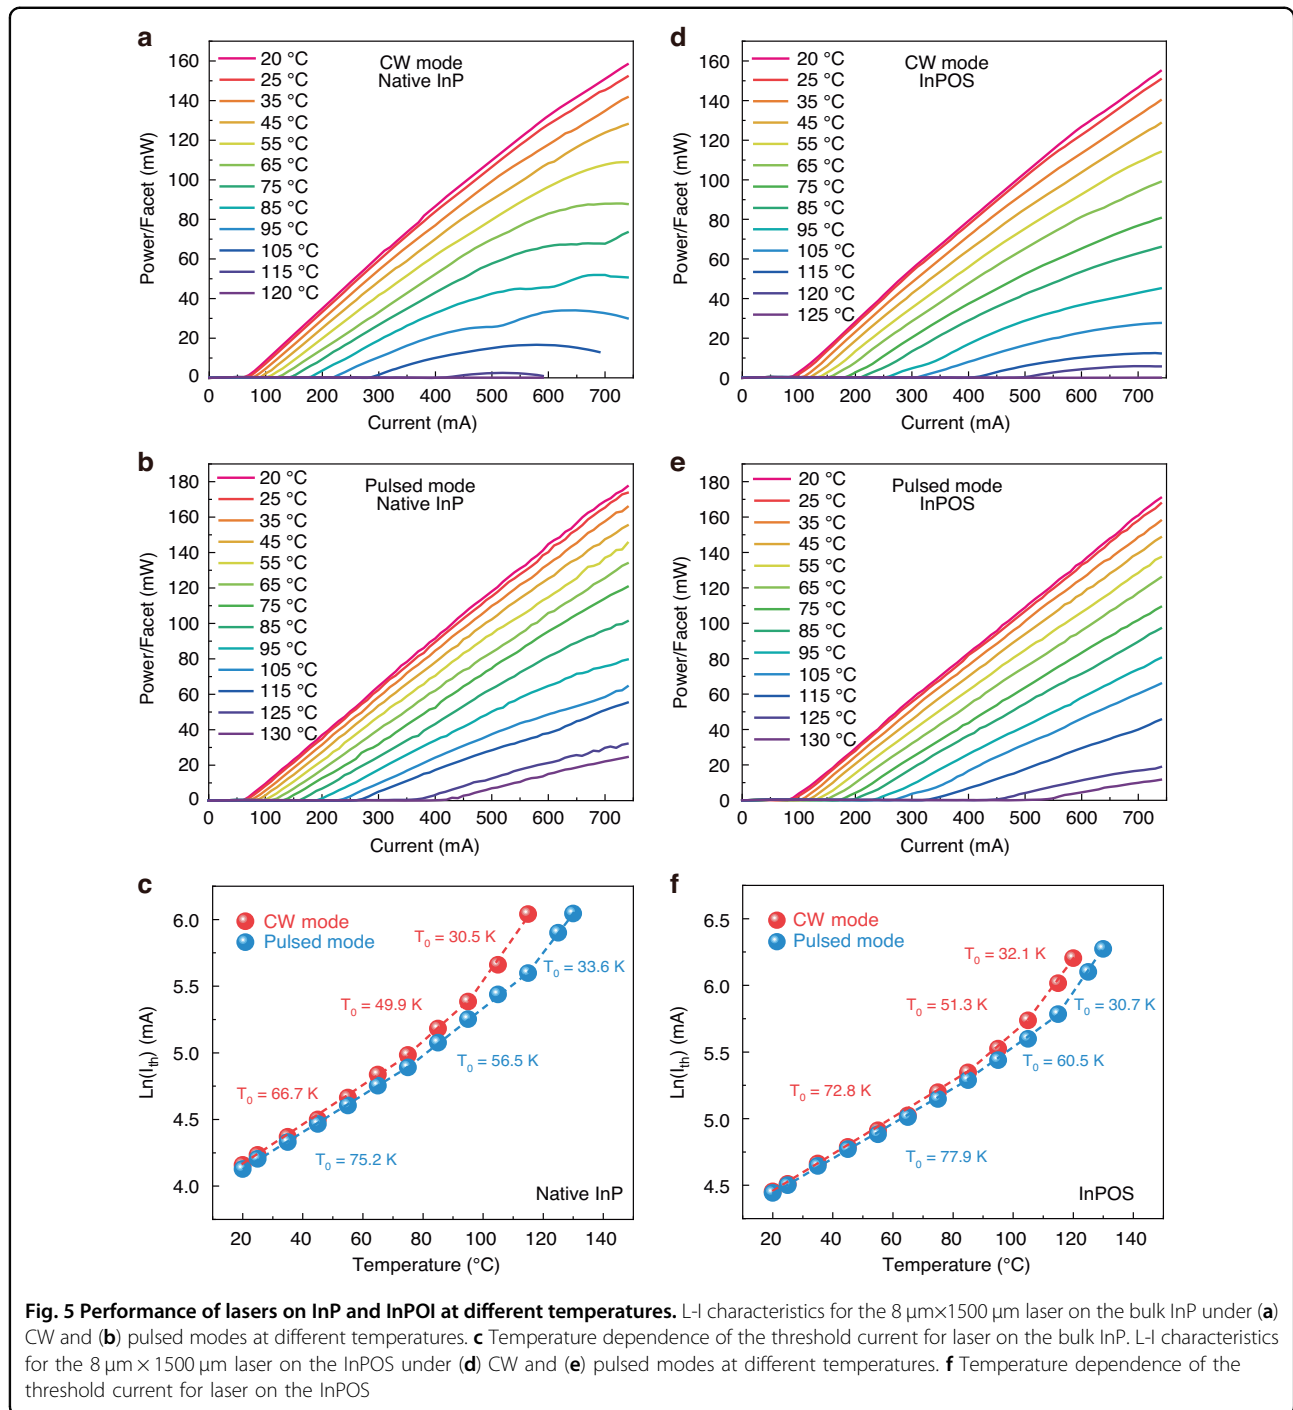 a
CW mode
Native InP
20 °C
25 °C
35 °C
45 °C
55 °C
65 °C
75 °C
85 °C
95 °C
105 °C
115 °C
120 °C
160
140
120
100
80
60
40
20
0
Power/Facet (mW)
0 100 200 300 400 500 600 700
Current (mA)
d
CW mode
InPOS
20 °C
25 °C
35 °C
45 °C
55 °C
65 °C
75 °C
85 °C
95 °C
105 °C
115 °C
120 °C
125 °C
160
140
120
100
80
60
40
20
0
Power/Facet (mW)
0 100 200 300 400 500 600 700
Current (mA)
b
Pulsed mode
Native InP
20 °C
25 °C
35 °C
45 °C
55 °C
65 °C
75 °C
85 °C
95 °C
105 °C
115 °C
125 °C
130 °C
180
160
140
120
100
80
60
40
20
0
Power/Facet (mW)
0 100 200 300 400 500 600 700
Current (mA)
e
Pulsed mode
InPOS
20 °C
25 °C
35 °C
45 °C
55 °C
65 °C
75 °C
85 °C
95 °C
105 °C
115 °C
125 °C
130 °C
180
160
140
120
100
80
60
40
20
0
Power/Facet (mW)
0 100 200 300 400 500 600 700
Current (mA)
c
CW mode
Pulsed mode
T0 = 30.5 K
T0 = 33.6 K
T0 = 49.9 K
T0 = 56.5 K
T0 = 66.7 K
T0 = 75.2 K
Native InP
6.0
5.5
5.0
4.5
4.0
Ln(Ith) (mA)
20 40 60 80 100 120 140
Temperature (°C)
f
CW mode
Pulsed mode
T0 = 32.1 K
T0 = 51.3 K
T0 = 30.7 K
T0 = 60.5 K
T0 = 72.8 K
T0 = 77.9 K
InPOS
6.5
6.0
5.5
5.0
4.5
Ln(Ith) (mA)
20 40 60 80 100 120 140
Temperature (°C)
Fig. 5 Performance of lasers on InP and InPOI at different temperatures. L-I characteristics for the 8 μm×1500 μm laser on the bulk InP under (a)
CW and (b) pulsed modes at different temperatures. c Temperature dependence of the threshold current for laser on the bulk InP. L-I characteristics
for the 8 μm × 1500 μm laser on the InPOS under (d) CW and (e) pulsed modes at different temperatures. f Temperature dependence of the
threshold current for laser on the InPOS